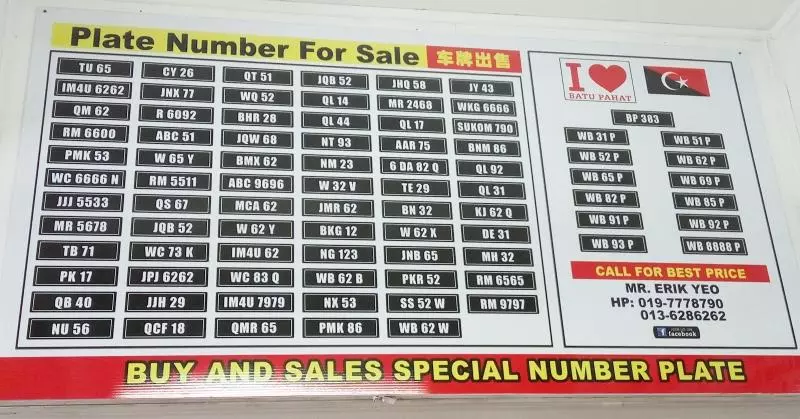 Plate Number For Sale 车牌出售
TU 65 CY 26 QT 51 JQB 52 JHQ 58 JY 43
IM4U 6262 JNX 77 WQ 52 QL 14 MR 2468 WKG 6666
QM 62 R 6092 BHR 28 QL 44 QL 17 SUKOM 790
RM 6600 ABC 51 JQW 68 NT 93 AAR 75 BNM 86
PMK 53 W 65 Y BMX 62 NM 23 6 DA 82 Q QL 92
WC 6666 N RM 5511 ABC 9696 W 32 V TE 29 QL 31
JJJ 5533 QS 67 MCA 62 JMR 62 BN 32 KJ 62 Q
MR 5678 JQB 52 W 62 Y BKG 12 W 62 X DE 31
TB 71 WC 73 K IM4U 62 NG 123 JNB 65 MH 32
PK 17 JPJ 6262 WC 83 Q WB 62 B PKR 52 RM 6565
QB 40 JJH 29 IM4U 7979 NX 53 SS 52 W RM 9797
NU 56 QCF 18 QMR 65 PMK 86 WB 62 W
I
BATU PAHAT
BP 383
WB 31 P WB 51 P
WB 52 P WB 62 P
WB 65 P WB 69 P
WB 82 P WB 85 P
WB 91 P WB 92 P
WB 93 P WB 8888 P
CALL FOR BEST PRICE
MR. ERIK YEO
HP: 019-7778790
013-6286262
facebook
BUY AND SALES SPECIAL NUMBER PLATE